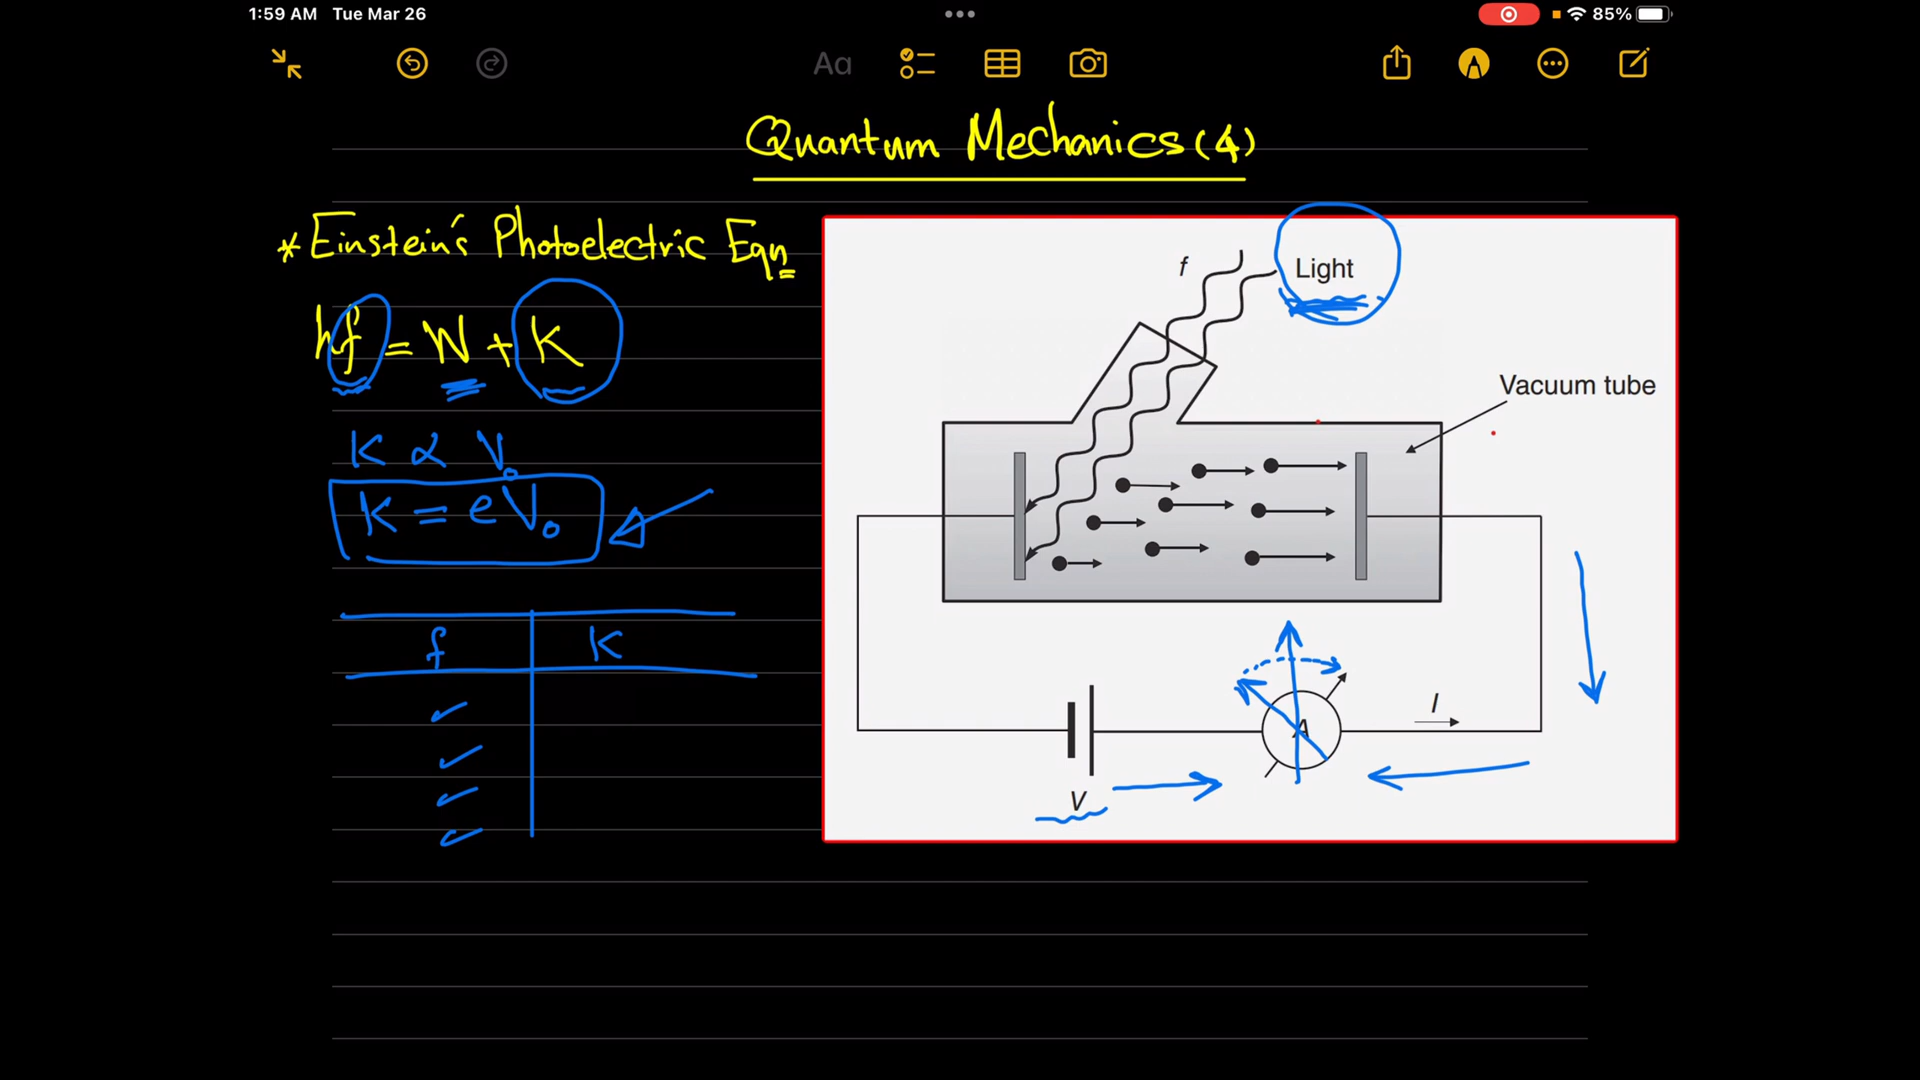 1:59 AM Tue Mar 26
85%
Aa
Quantum Mechanics (4)
* Einstein's Photoelectric Eqn
hf = W + K
K ∝ V₀
K = eV₀
f K
f
Light
Vacuum tube
A
I
V